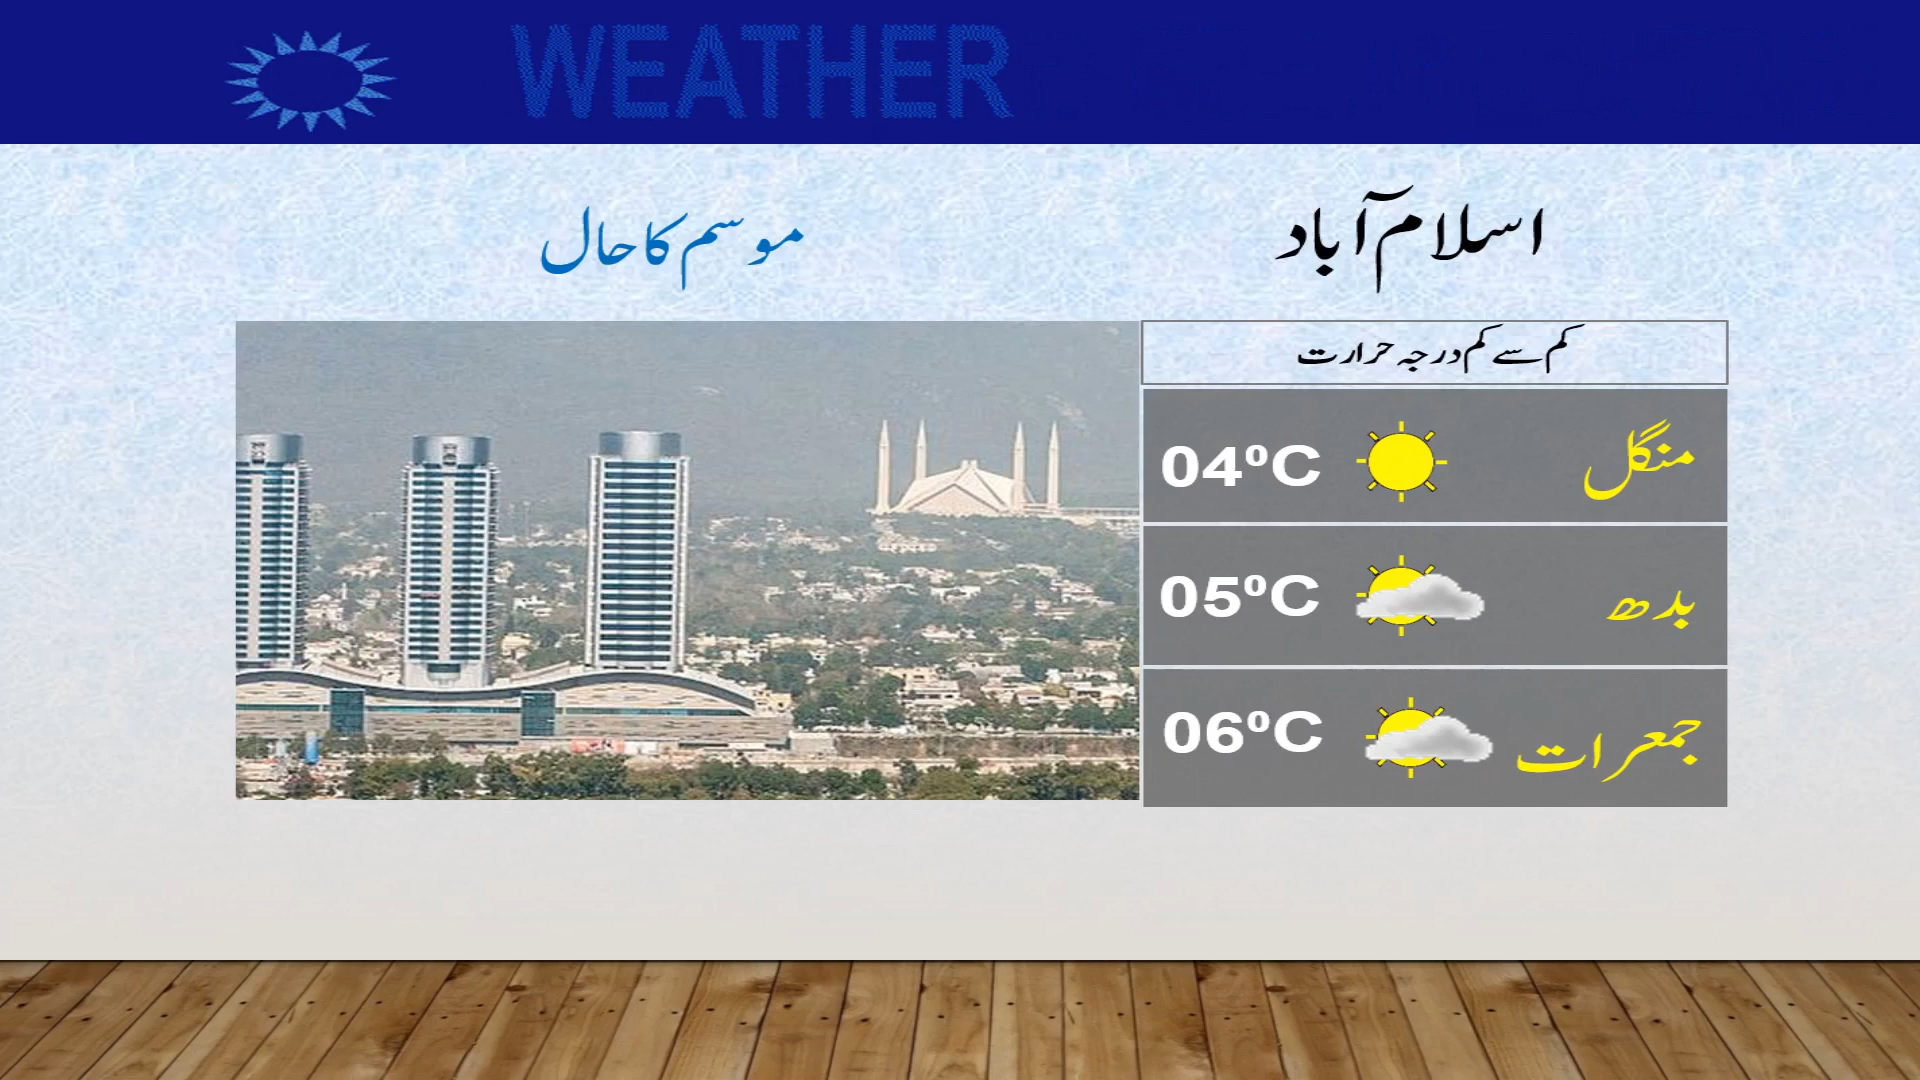 WEATHER
اسلام آباد
موسم کا حال
کم سے کم درجہ حرارت
منگل 04ºC
بدھ 05ºC
جمعرات 06ºC